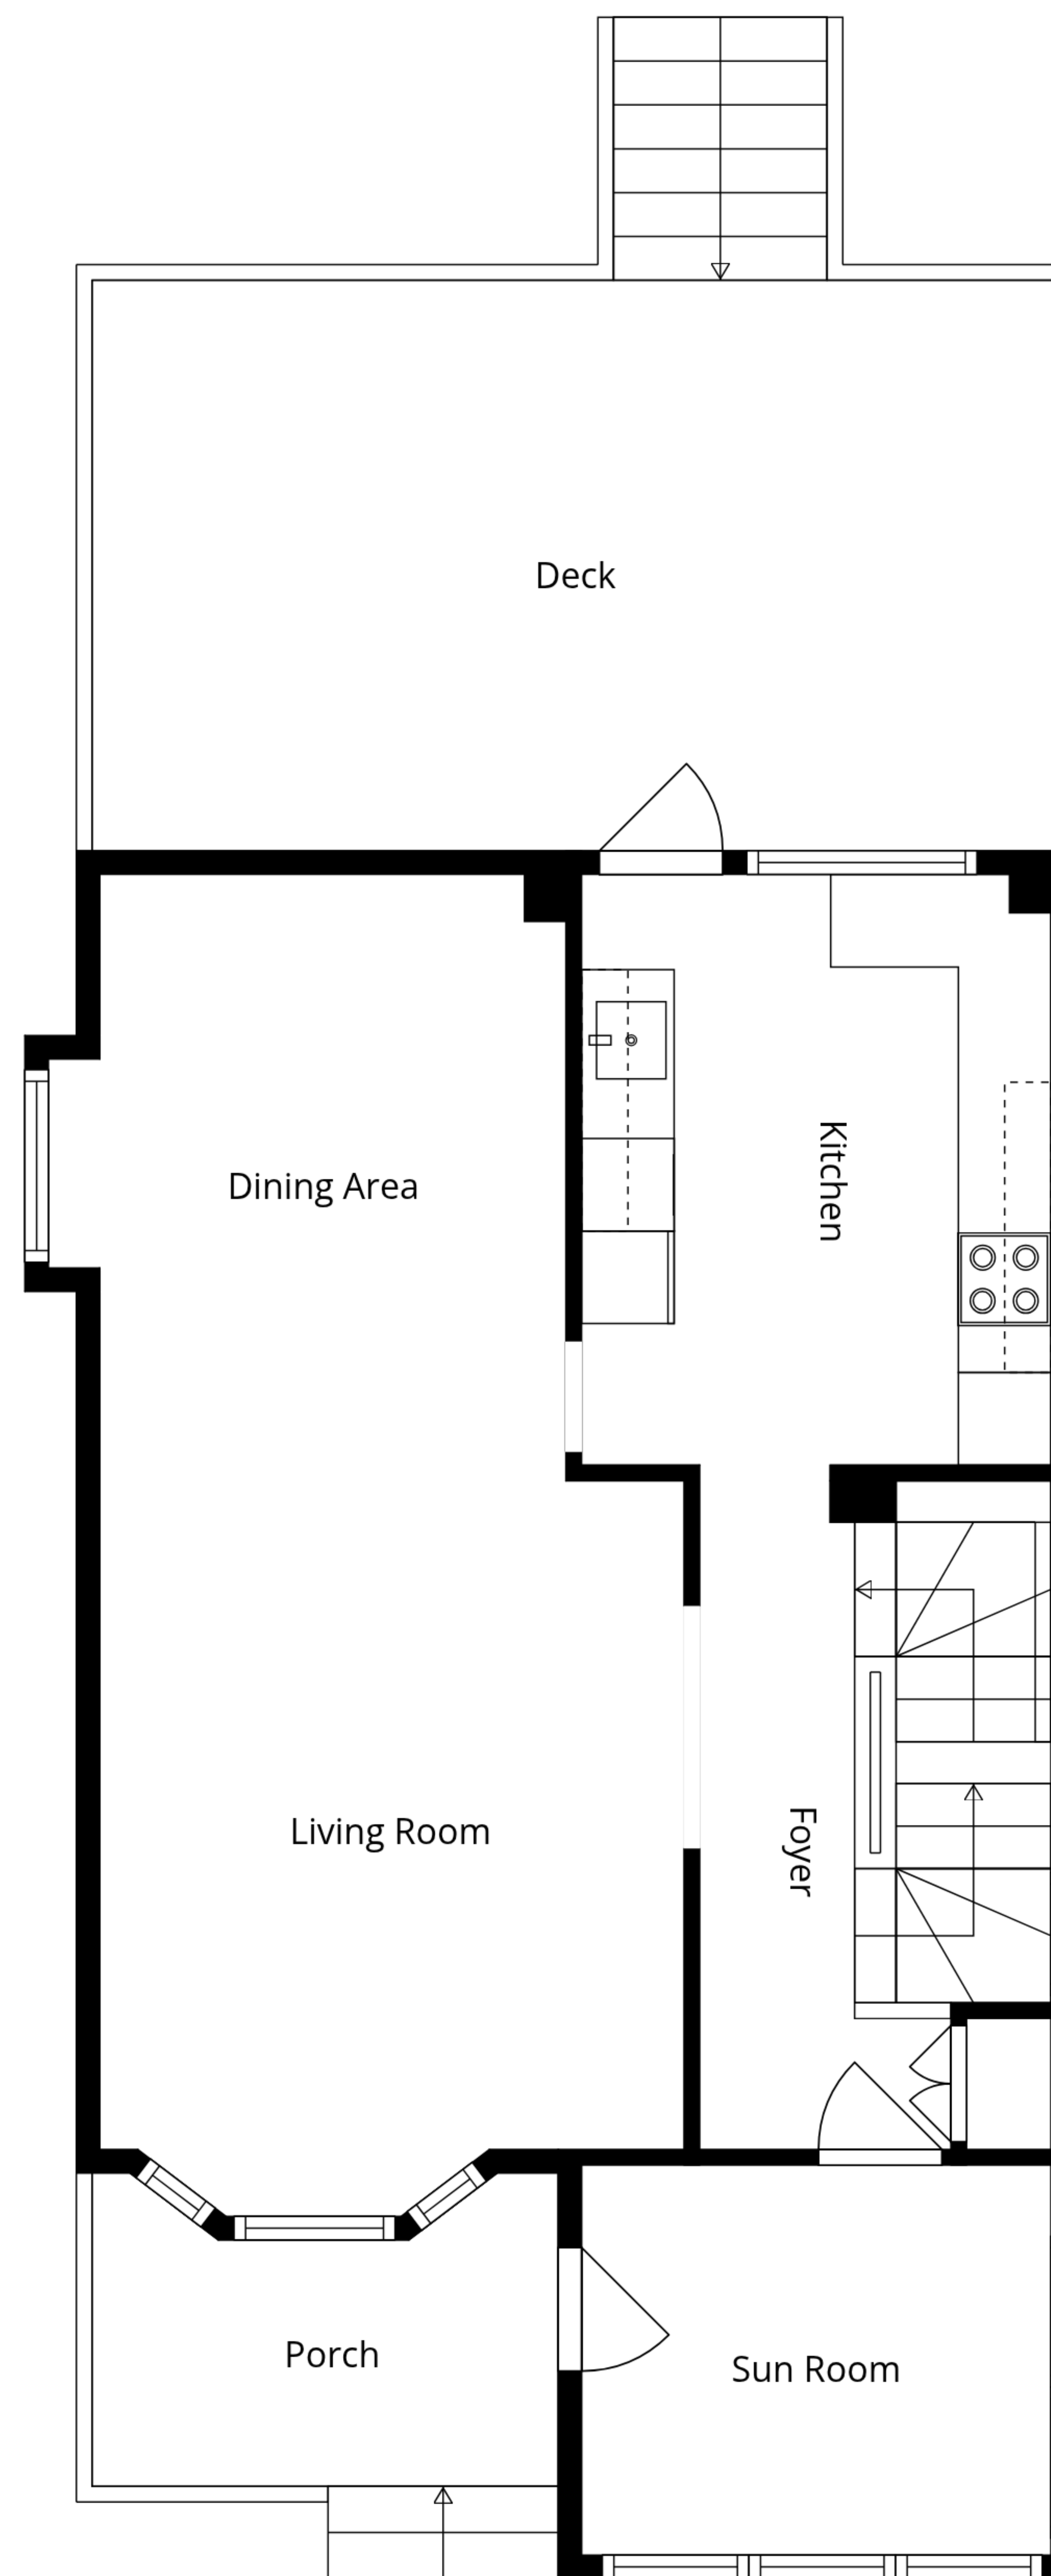 Deck
Dining Area
Kitchen
Living Room
Foyer
Porch
Sun Room